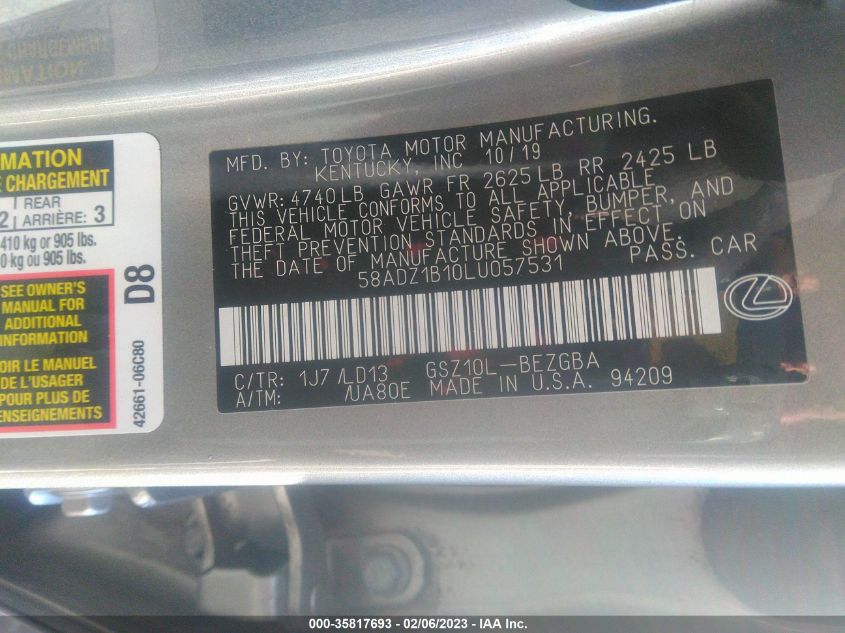 MATION
E CHARGEMENT
REAR
2 ARRIÈRE: 3
410 kg or 905 lbs.
0 kg ou 905 lbs.
SEE OWNER'S
MANUAL FOR
ADDITIONAL
INFORMATION
OIR LE MANUEL
DE L'USAGER
POUR PLUS DE
ENSEIGNEMENTS
D8
42661-06C80
MFD. BY: TOYOTA MOTOR MANUFACTURING.
KENTUCKY, INC 10/19
GVWR: 4740LB GAWR FR 2625 LB RR 2425 LB
THIS VEHICLE CONFORMS TO ALL APPLICABLE
FEDERAL MOTOR VEHICLE SAFETY, BUMPER, AND
THEFT PREVENTION STANDARDS IN EFFECT ON
THE DATE OF MANUFACTURE SHOWN ABOVE.
58ADZ1B10LU057531 PASS. CAR
C/TR: 1J7 /LD13 GSZ10L-BEZGBA
A/TM: /UA80E MADE IN U.S.A. 94209
000-35817693 - 02/06/2023 - IAA Inc.